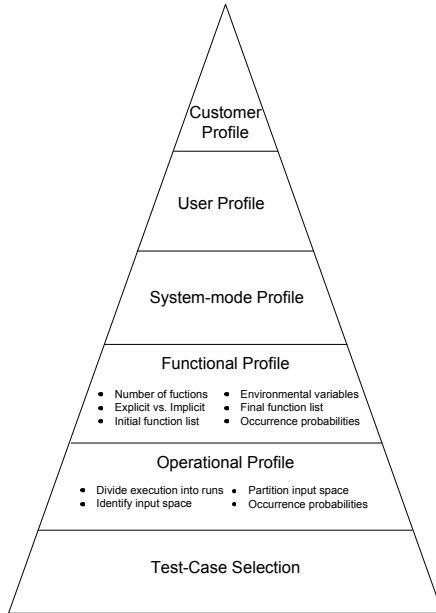 Customer
Profile
User Profile
System-mode Profile
Functional Profile
• Number of fuctions
• Explicit vs. Implicit
• Initial function list
• Environmental variables
• Final function list
• Occurrence probabilities
Operational Profile
• Divide execution into runs
• Identify input space
• Partition input space
• Occurrence probabilities
Test-Case Selection